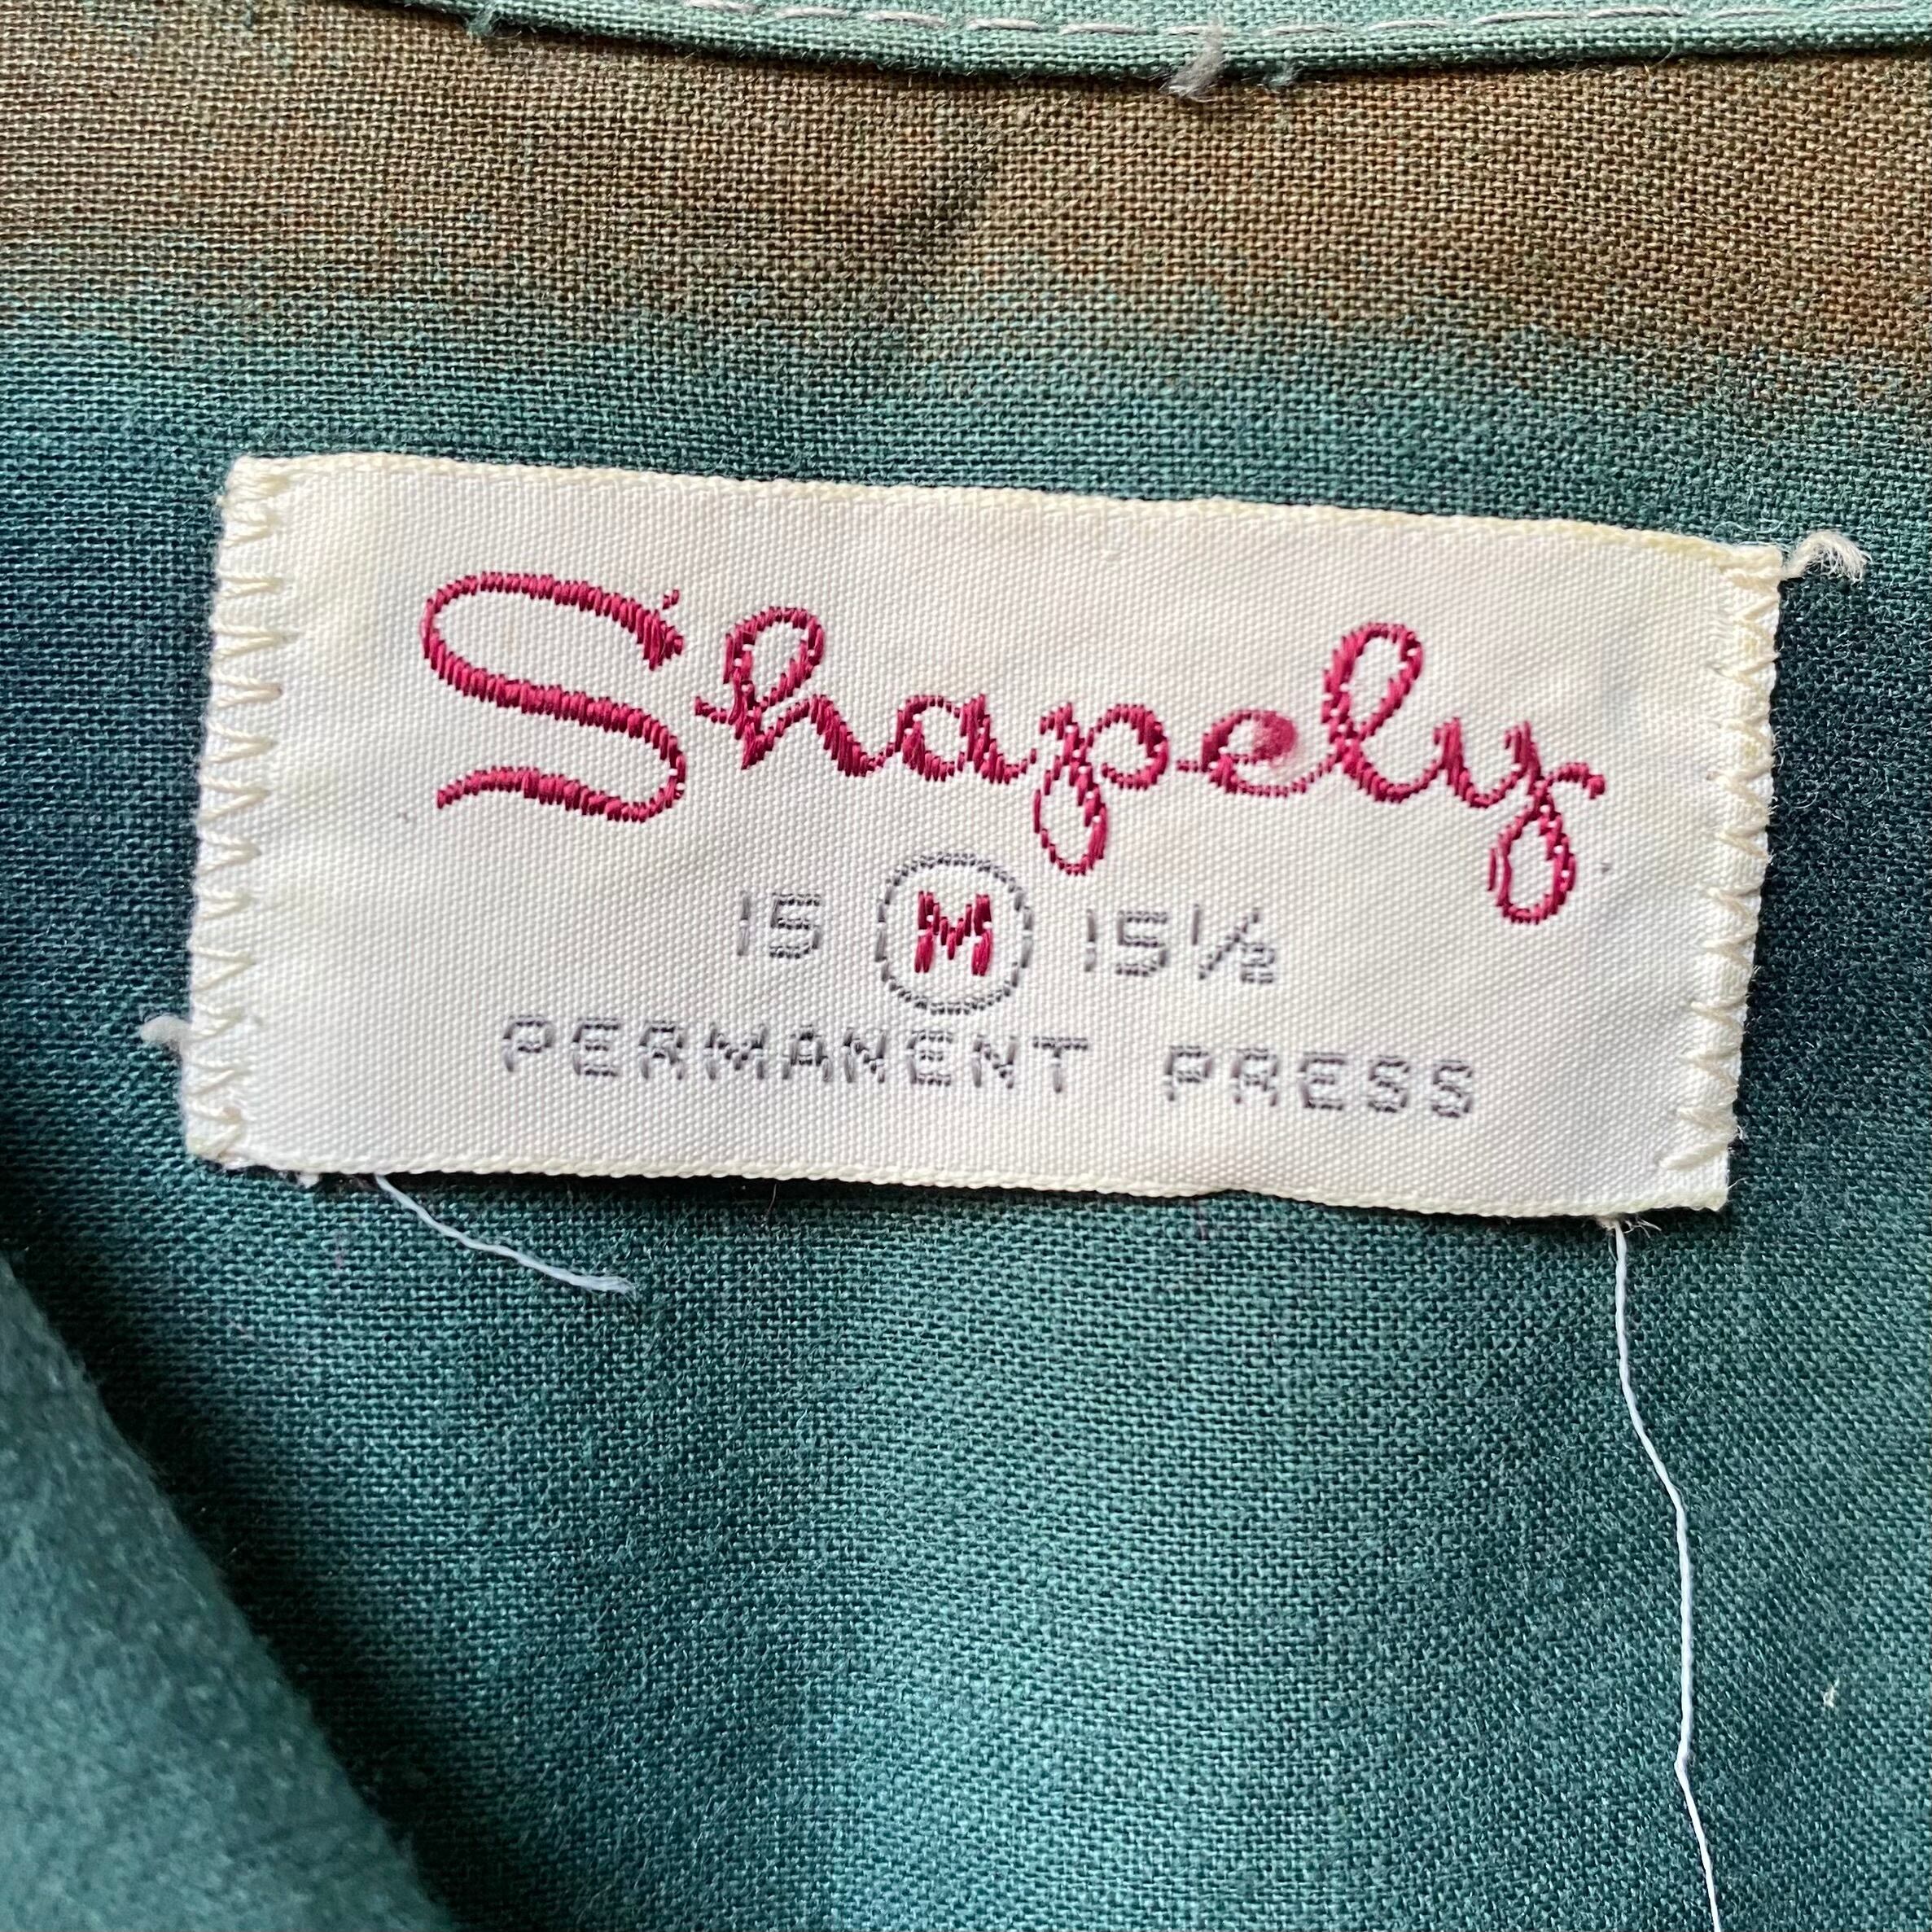 Shapely
15 M 15½
PERMANENT PRESS